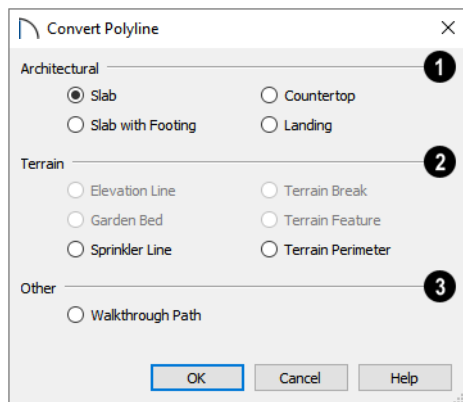 Convert Polyline
Architectural 1
Slab Countertop
Slab with Footing Landing
Terrain 2
Elevation Line Terrain Break
Garden Bed Terrain Feature
Sprinkler Line Terrain Perimeter
Other 3
Walkthrough Path
OK Cancel Help